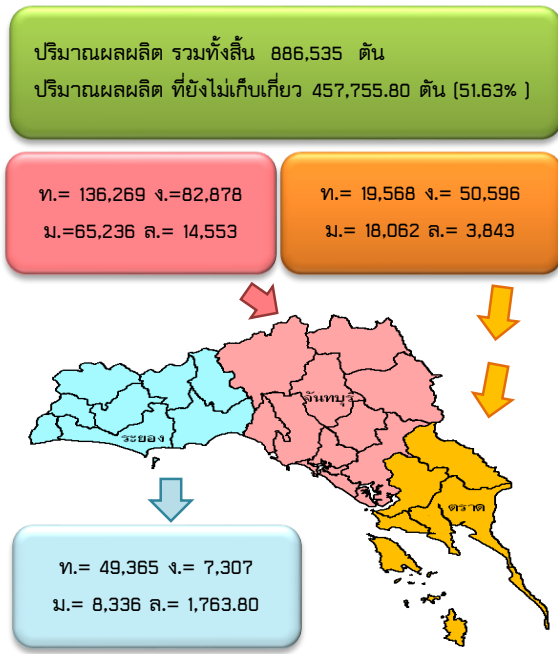 ปริมาณผลผลิต รวมทั้งสิ้น 886,535 ตัน
ปริมาณผลผลิต ที่ยังไม่เก็บเกี่ยว 457,755.80 ตัน (51.63% )
ท.= 136,269 ง.=82,878
ม.=65,236 ล.= 14,553
ท.= 19,568 ง.= 50,596
ม.= 18,062 ล.= 3,843
จันทบุรี
ระยอง
ตราด
ท.= 49,365 ง.= 7,307
ม.= 8,336 ล.= 1,763.80